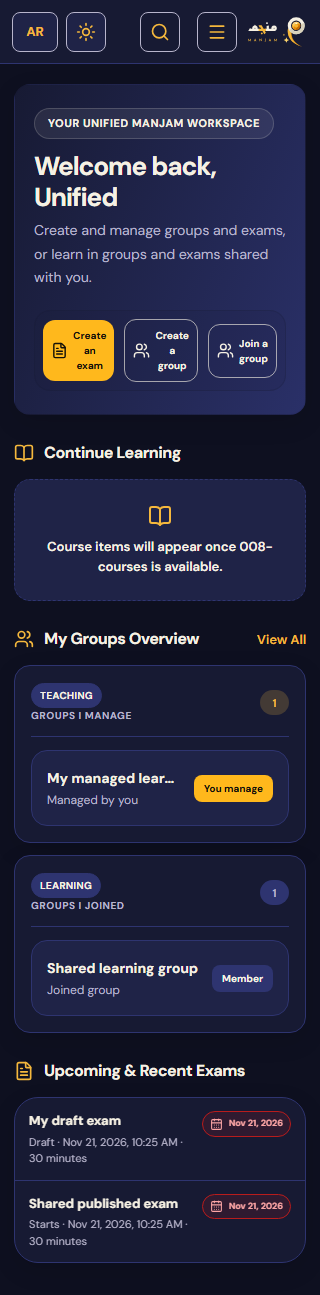 AR
منجم
MANJAM
YOUR UNIFIED MANJAM WORKSPACE
Welcome back,
Unified
Create and manage groups and exams,
or learn in groups and exams shared
with you.
Create
an
exam
Create
a
group
Join a
group
Continue Learning
Course items will appear once 008-
courses is available.
My Groups Overview
View All
TEACHING
GROUPS I MANAGE
1
My managed lear...
Managed by you
You manage
LEARNING
GROUPS I JOINED
1
Shared learning group
Joined group
Member
Upcoming & Recent Exams
My draft exam
Draft · Nov 21, 2026, 10:25 AM ·
30 minutes
Nov 21, 2026
Shared published exam
Starts · Nov 21, 2026, 10:25 AM ·
30 minutes
Nov 21, 2026